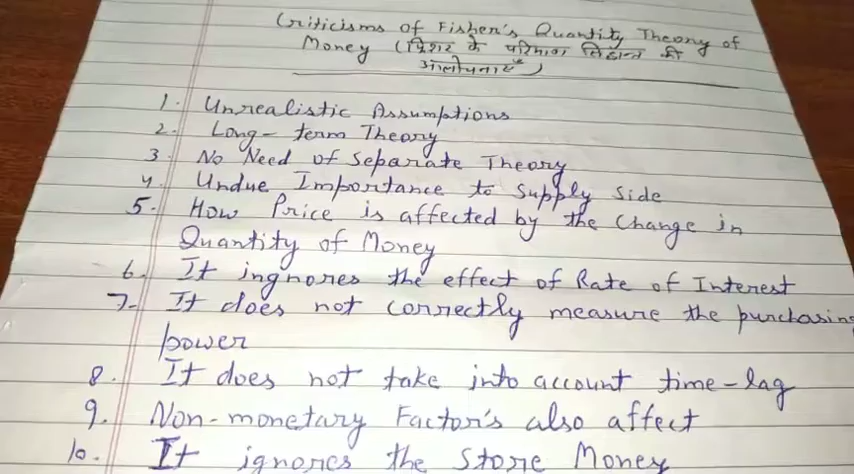 Criticisms of Fisher's Quantity Theory of
Money (फिशर के परिमाण सिद्धान्त की
आलोचनाएँ)
1. Unrealistic Assumptions
2. Long-term Theory
3. No Need of Separate Theory
4. Undue Importance to Supply Side
5. How Price is affected by the Change in
Quantity of Money
6. It ingnores the effect of Rate of Interest
7. It does not correctly measure the purchasing
power
8. It does not take into account time-lag
9. Non-monetary Factor's also affect
10. It ignores the Store Money